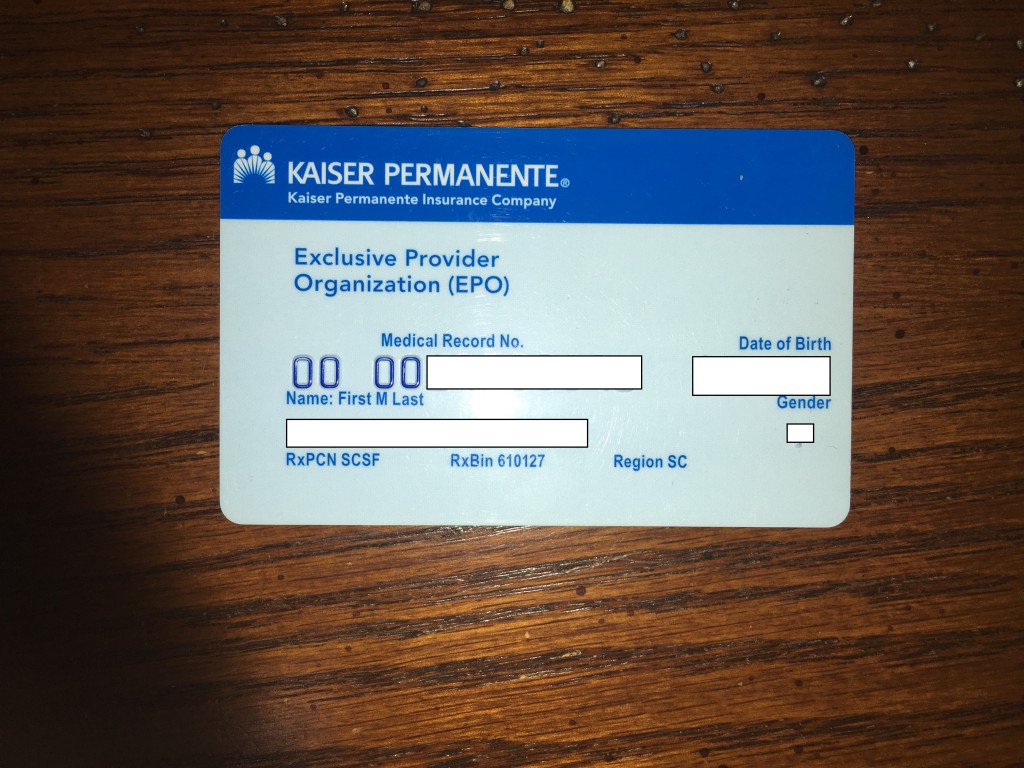 KAISER PERMANENTE®
Kaiser Permanente Insurance Company
Exclusive Provider
Organization (EPO)
Medical Record No.
Date of Birth
00 00
Name: First M Last
Gender
RxPCN SCSF RxBin 610127 Region SC